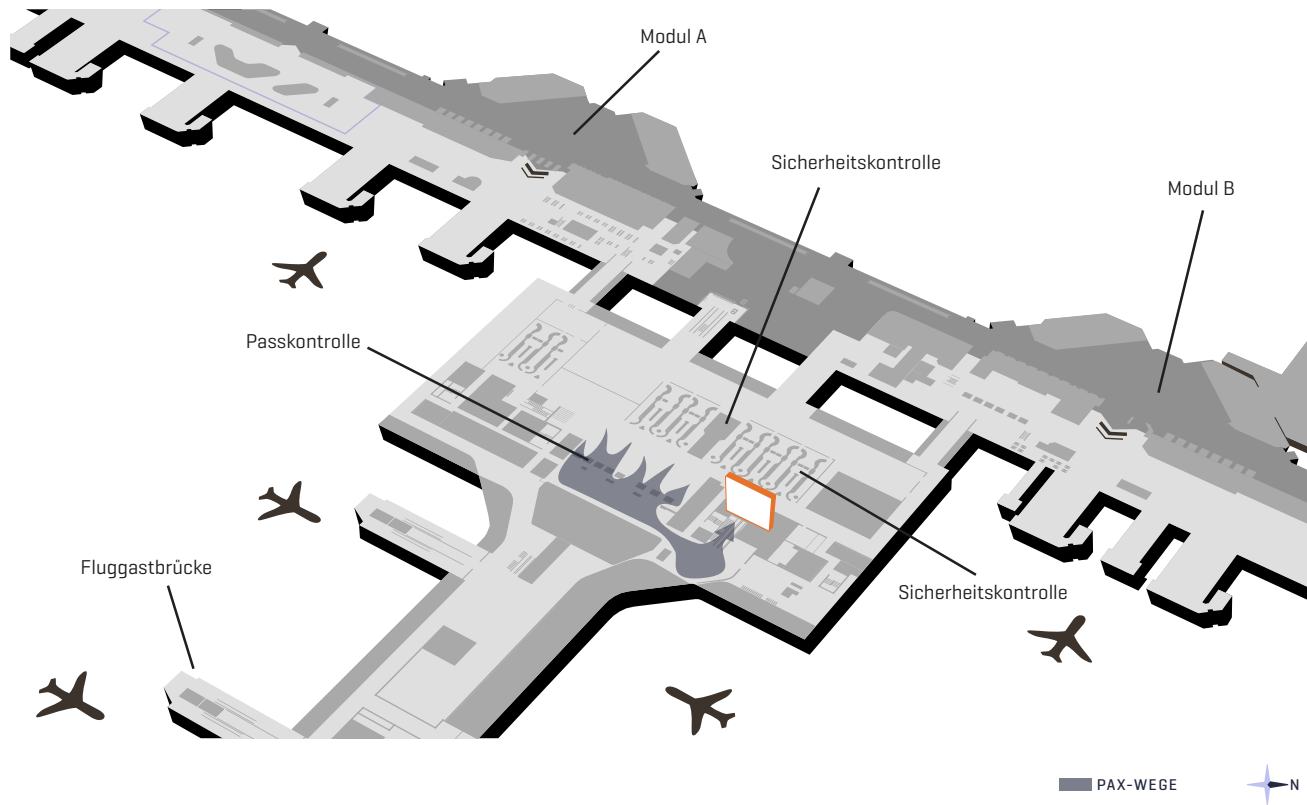 Modul A
Sicherheitskontrolle
Modul B
Passkontrolle
Fluggastbrücke
Sicherheitskontrolle
PAX-WEGE
N